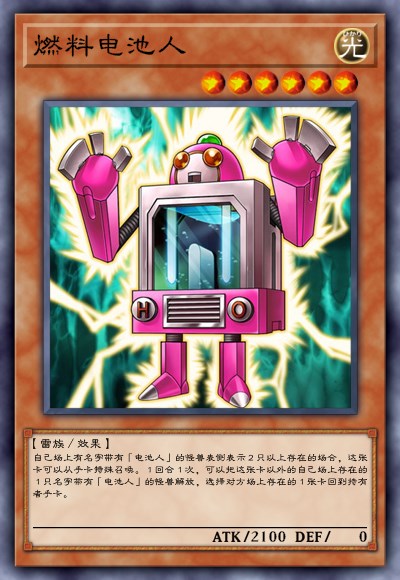 燃料电池人
光
ひかり
H O
【雷族／效果】
自己场上有名字带有「电池人」的怪兽表侧表示2只以上存在的场合，这张
卡可以从手卡特殊召唤。1回合1次，可以把这张卡以外的自己场上存在的
1只名字带有「电池人」的怪兽解放，选择对方场上存在的1张卡回到持有
者手卡。
ATK/2100 DEF/ 0